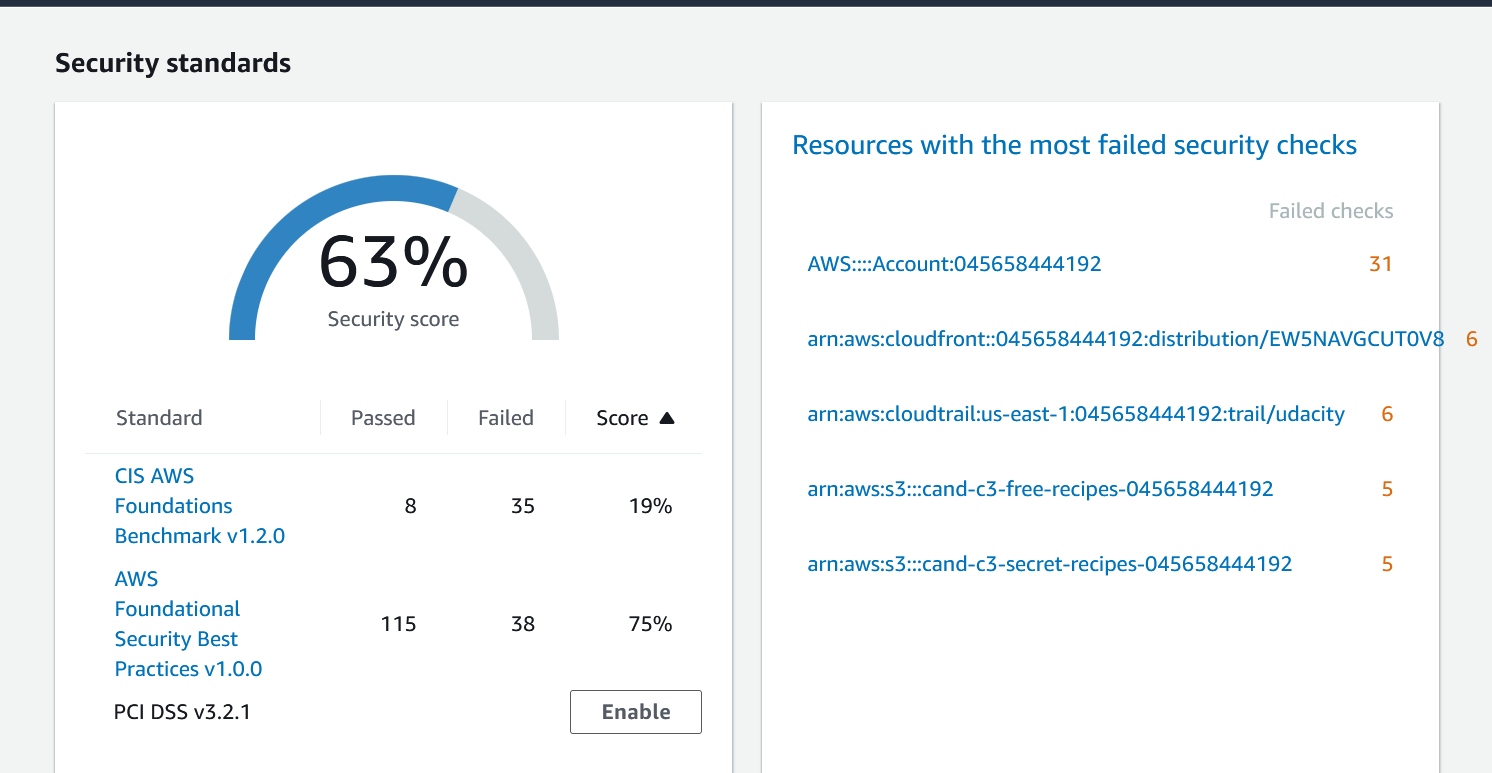 Security standards
63%
Security score
Standard Passed Failed Score ▲
CIS AWS
Foundations
Benchmark v1.2.0
8 35 19%
AWS
Foundational
Security Best
Practices v1.0.0
115 38 75%
PCI DSS v3.2.1 Enable
Resources with the most failed security checks
Failed checks
AWS::::Account:045658444192 31
arn:aws:cloudfront::045658444192:distribution/EW5NAVGCUT0V8 6
arn:aws:cloudtrail:us-east-1:045658444192:trail/udacity 6
arn:aws:s3:::cand-c3-free-recipes-045658444192 5
arn:aws:s3:::cand-c3-secret-recipes-045658444192 5